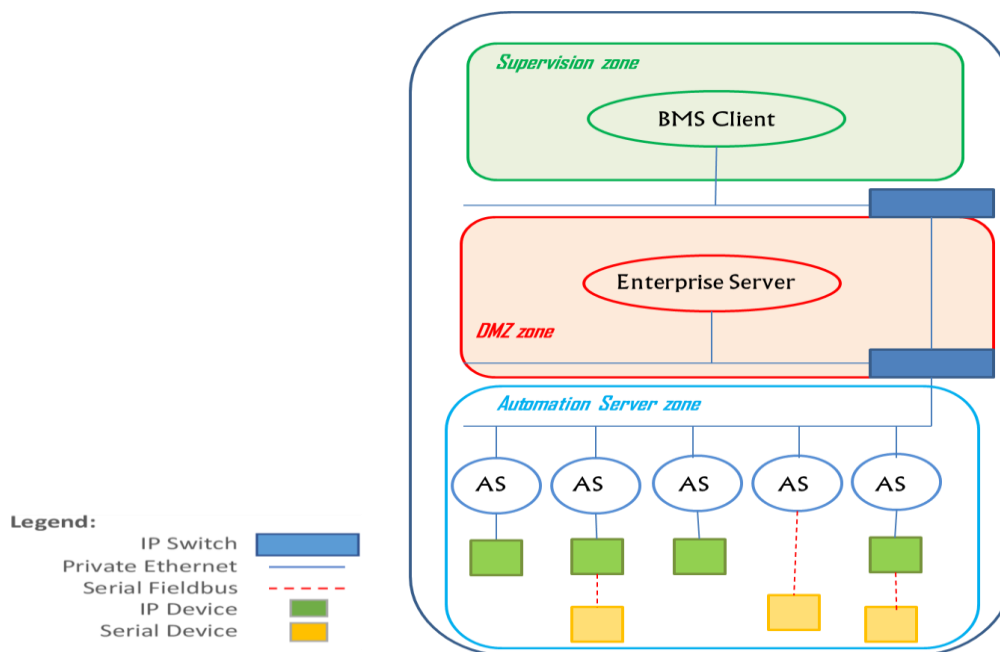 Supervision zone
BMS Client
Enterprise Server
DMZ zone
Automation Server zone
AS AS AS AS AS
Legend:
IP Switch
Private Ethernet
Serial Fieldbus
IP Device
Serial Device